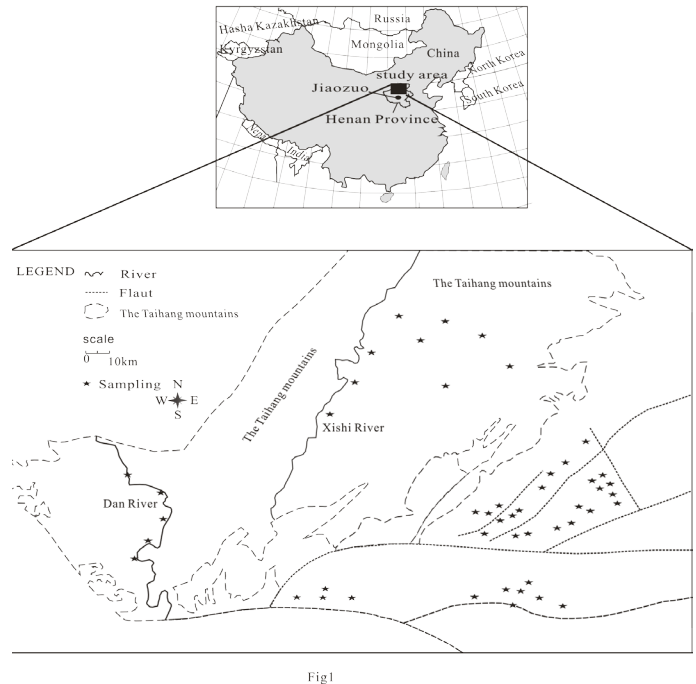 Russia
Hasha Kazakhstan
Mongolia
Kyrgyzstan
China
North Korea
study area
Jiaozuo
South Korea
Henan Province
India
LEGEND
River
Flaut
The Taihang mountains
scale
0 10km
Sampling
N
W E
S
The Taihang mountains
The Taihang mountains
Xishi River
Dan River
Fig1